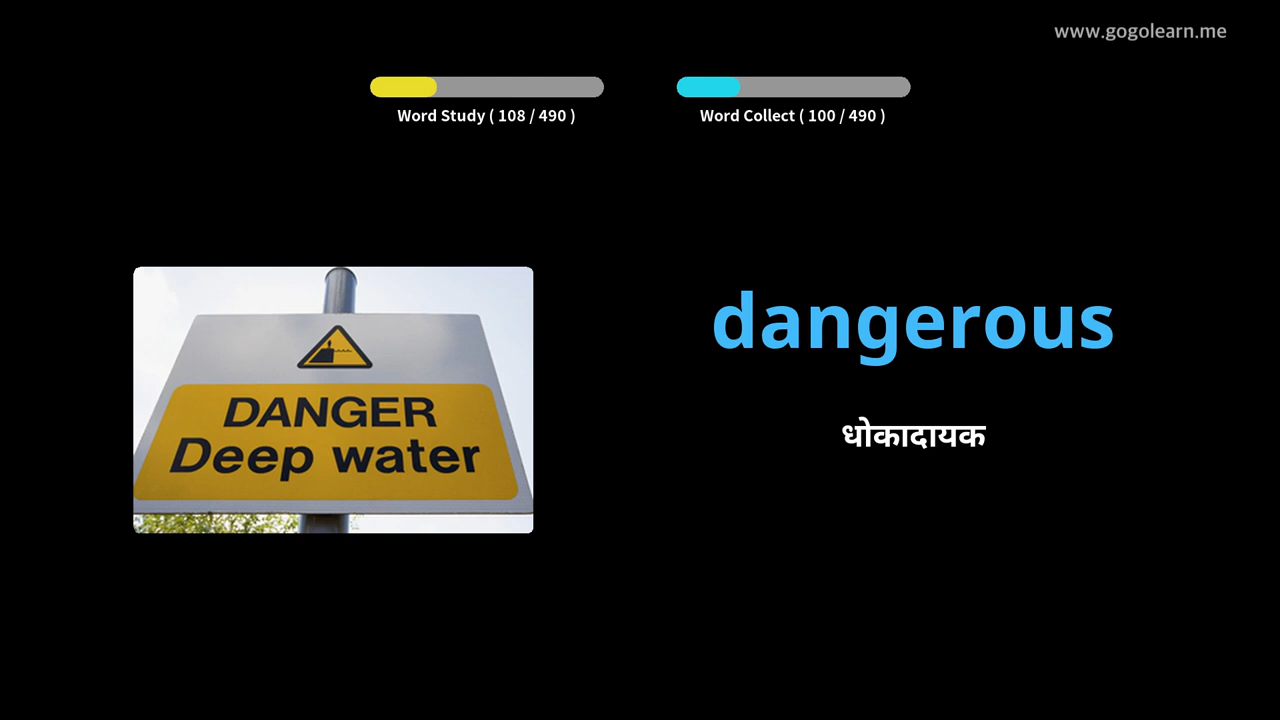 www.gogolearn.me
Word Study ( 108 / 490 )
Word Collect ( 100 / 490 )
DANGER
Deep water
dangerous
धोकादायक